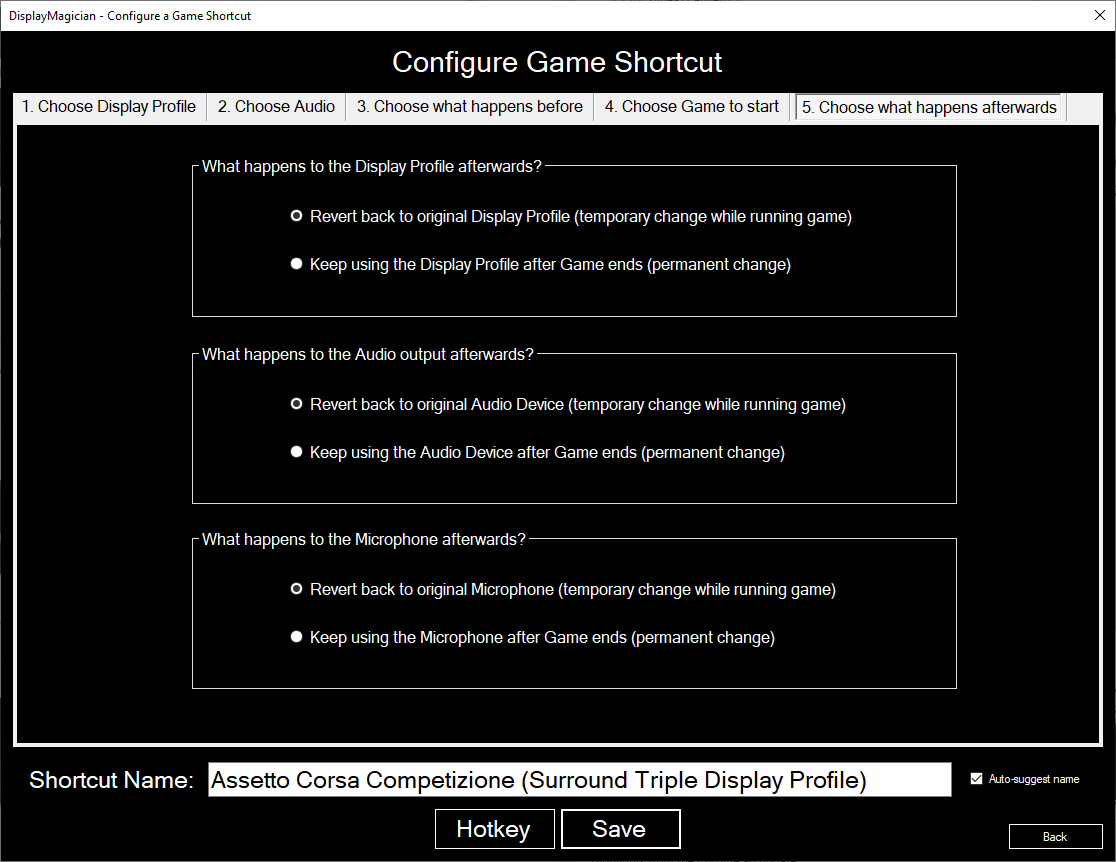 DisplayMagician - Configure a Game Shortcut
Configure Game Shortcut
1. Choose Display Profile 2. Choose Audio 3. Choose what happens before 4. Choose Game to start 5. Choose what happens afterwards
What happens to the Display Profile afterwards?
Revert back to original Display Profile (temporary change while running game)
Keep using the Display Profile after Game ends (permanent change)
What happens to the Audio output afterwards?
Revert back to original Audio Device (temporary change while running game)
Keep using the Audio Device after Game ends (permanent change)
What happens to the Microphone afterwards?
Revert back to original Microphone (temporary change while running game)
Keep using the Microphone after Game ends (permanent change)
Shortcut Name: Assetto Corsa Competizione (Surround Triple Display Profile) Auto-suggest name
Hotkey Save
Back